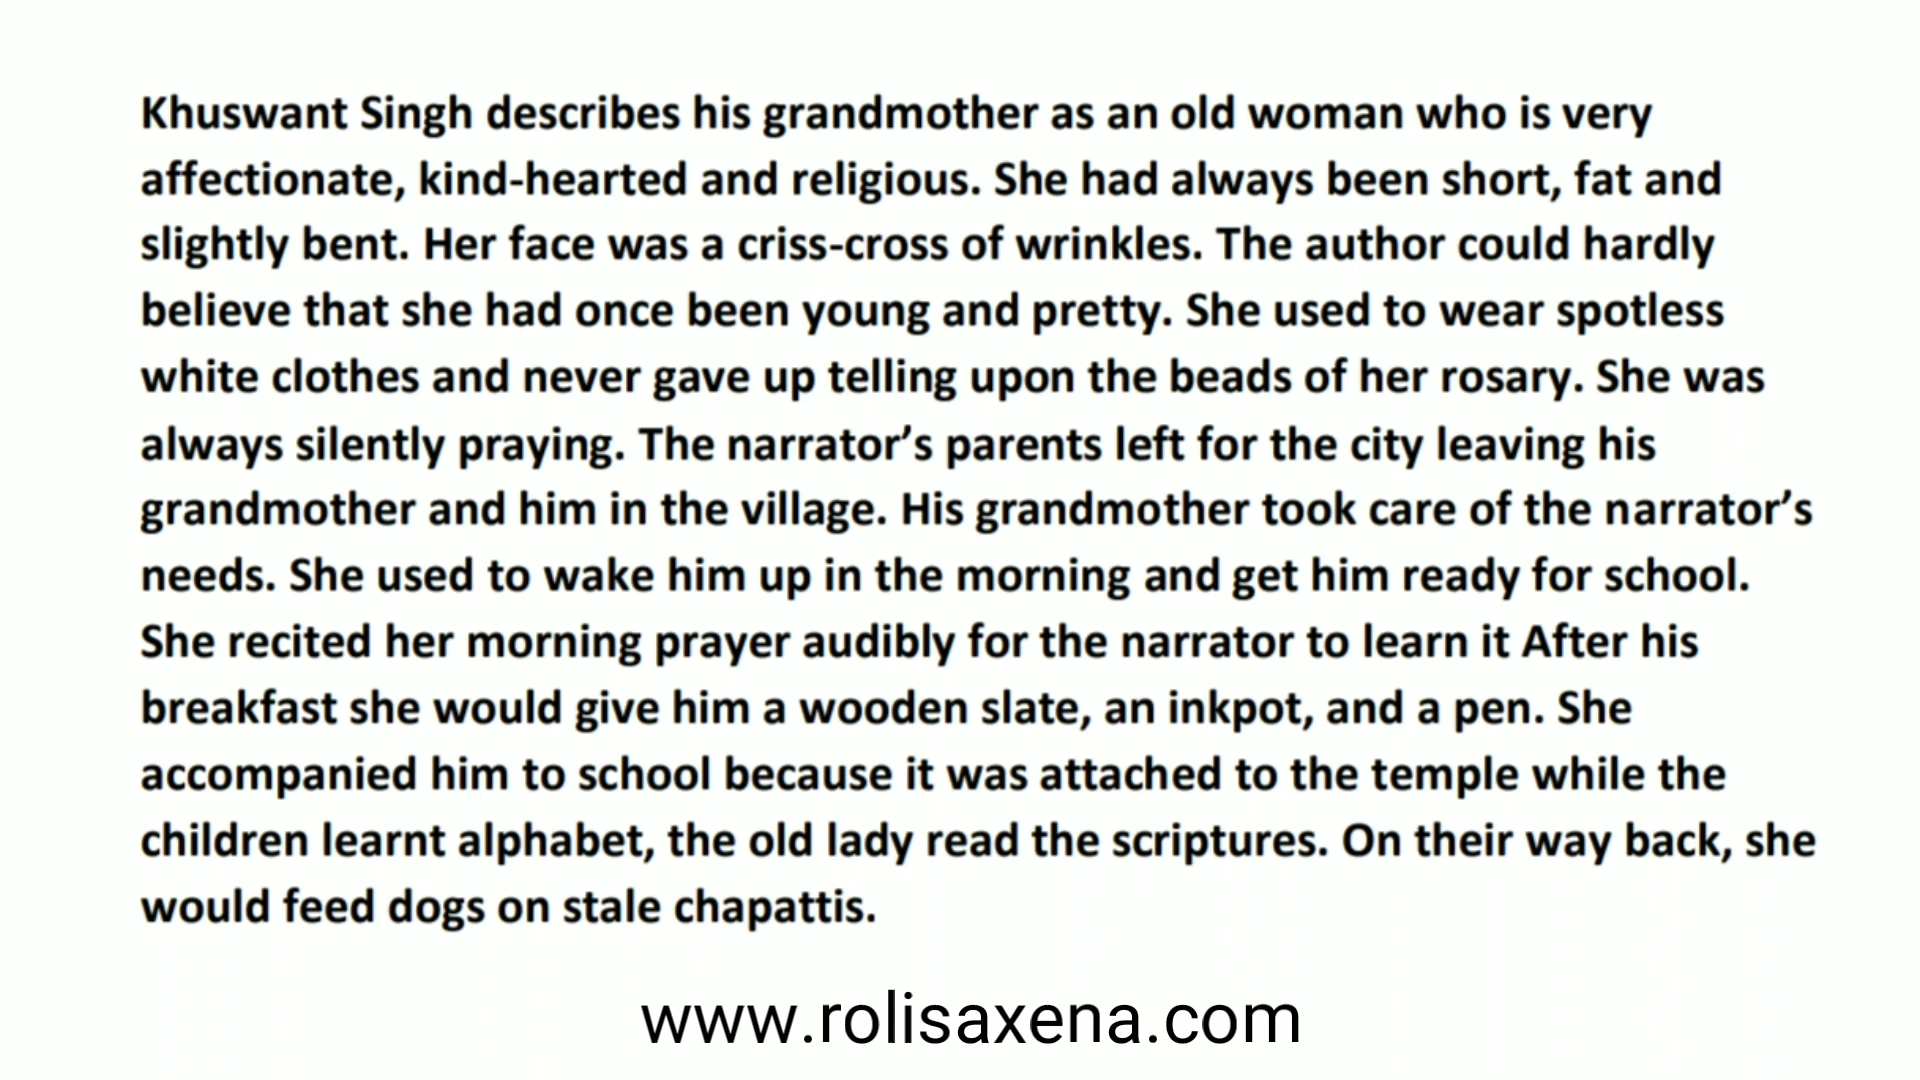 Khuswant Singh describes his grandmother as an old woman who is very
affectionate, kind-hearted and religious. She had always been short, fat and
slightly bent. Her face was a criss-cross of wrinkles. The author could hardly
believe that she had once been young and pretty. She used to wear spotless
white clothes and never gave up telling upon the beads of her rosary. She was
always silently praying. The narrator’s parents left for the city leaving his
grandmother and him in the village. His grandmother took care of the narrator’s
needs. She used to wake him up in the morning and get him ready for school.
She recited her morning prayer audibly for the narrator to learn it After his
breakfast she would give him a wooden slate, an inkpot, and a pen. She
accompanied him to school because it was attached to the temple while the
children learnt alphabet, the old lady read the scriptures. On their way back, she
would feed dogs on stale chapattis.
www.rolisaxena.com